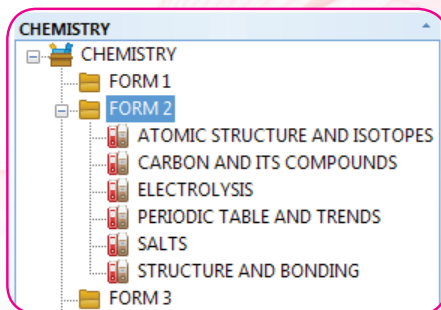 CHEMISTRY
CHEMISTRY
FORM 1
FORM 2
ATOMIC STRUCTURE AND ISOTOPES
CARBON AND ITS COMPOUNDS
ELECTROLYSIS
PERIODIC TABLE AND TRENDS
SALTS
STRUCTURE AND BONDING
FORM 3